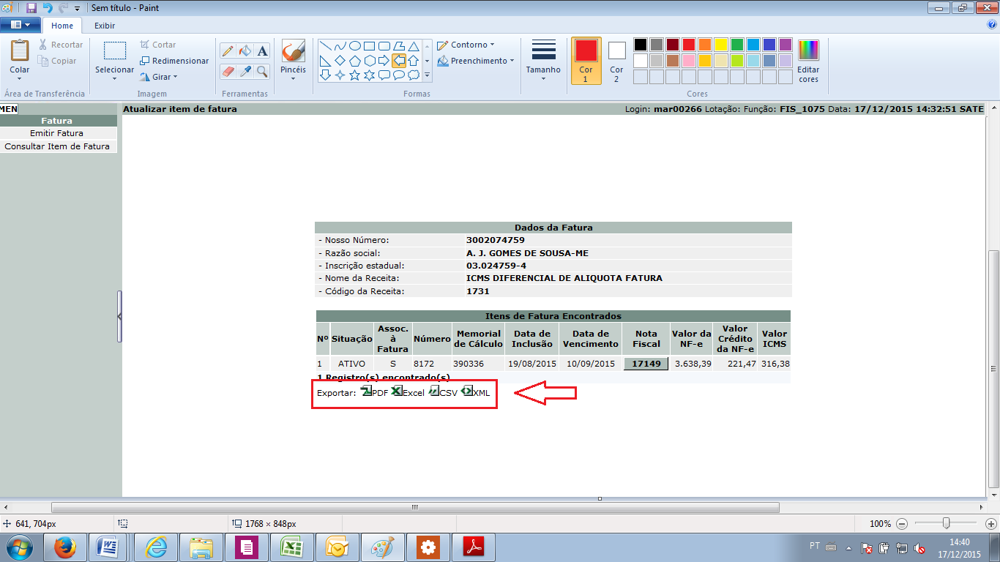 Sem título - Paint
Home Exibir
Colar
Recortar
Copiar
Área de Transferência
Selecionar
Cortar
Redimensionar
Girar
Imagem
A
Ferramentas
Pincéis
Contorno
Preenchimento
Formas
Tamanho
Cor 1
Cor 2
Editar cores
Cores
MEN
Fatura
Emitir Fatura
Consultar Item de Fatura
Atualizar item de fatura Login: mar00266 Lotação: Função: FIS_1075 Data: 17/12/2015 14:32:51 SATE
Dados da Fatura
- Nosso Número: 3002074759
- Razão social: A. J. GOMES DE SOUSA-ME
- Inscrição estadual: 03.024759-4
- Nome da Receita: ICMS DIFERENCIAL DE ALIQUOTA FATURA
- Código da Receita: 1731
Itens de Fatura Encontrados
Nº Situação Assoc. à Fatura Número Memorial de Cálculo Data de Inclusão Data de Vencimento Nota Fiscal Valor da NF-e Valor Crédito da NF-e Valor ICMS
1 ATIVO S 8172 390336 19/08/2015 10/09/2015 17149 3.638,39 221,47 316,38
1 Registro(s) encontrado(s)
Exportar: PDF Excel CSV XML
641, 704px 1768 × 848px 100%
PT 14:40
17/12/2015